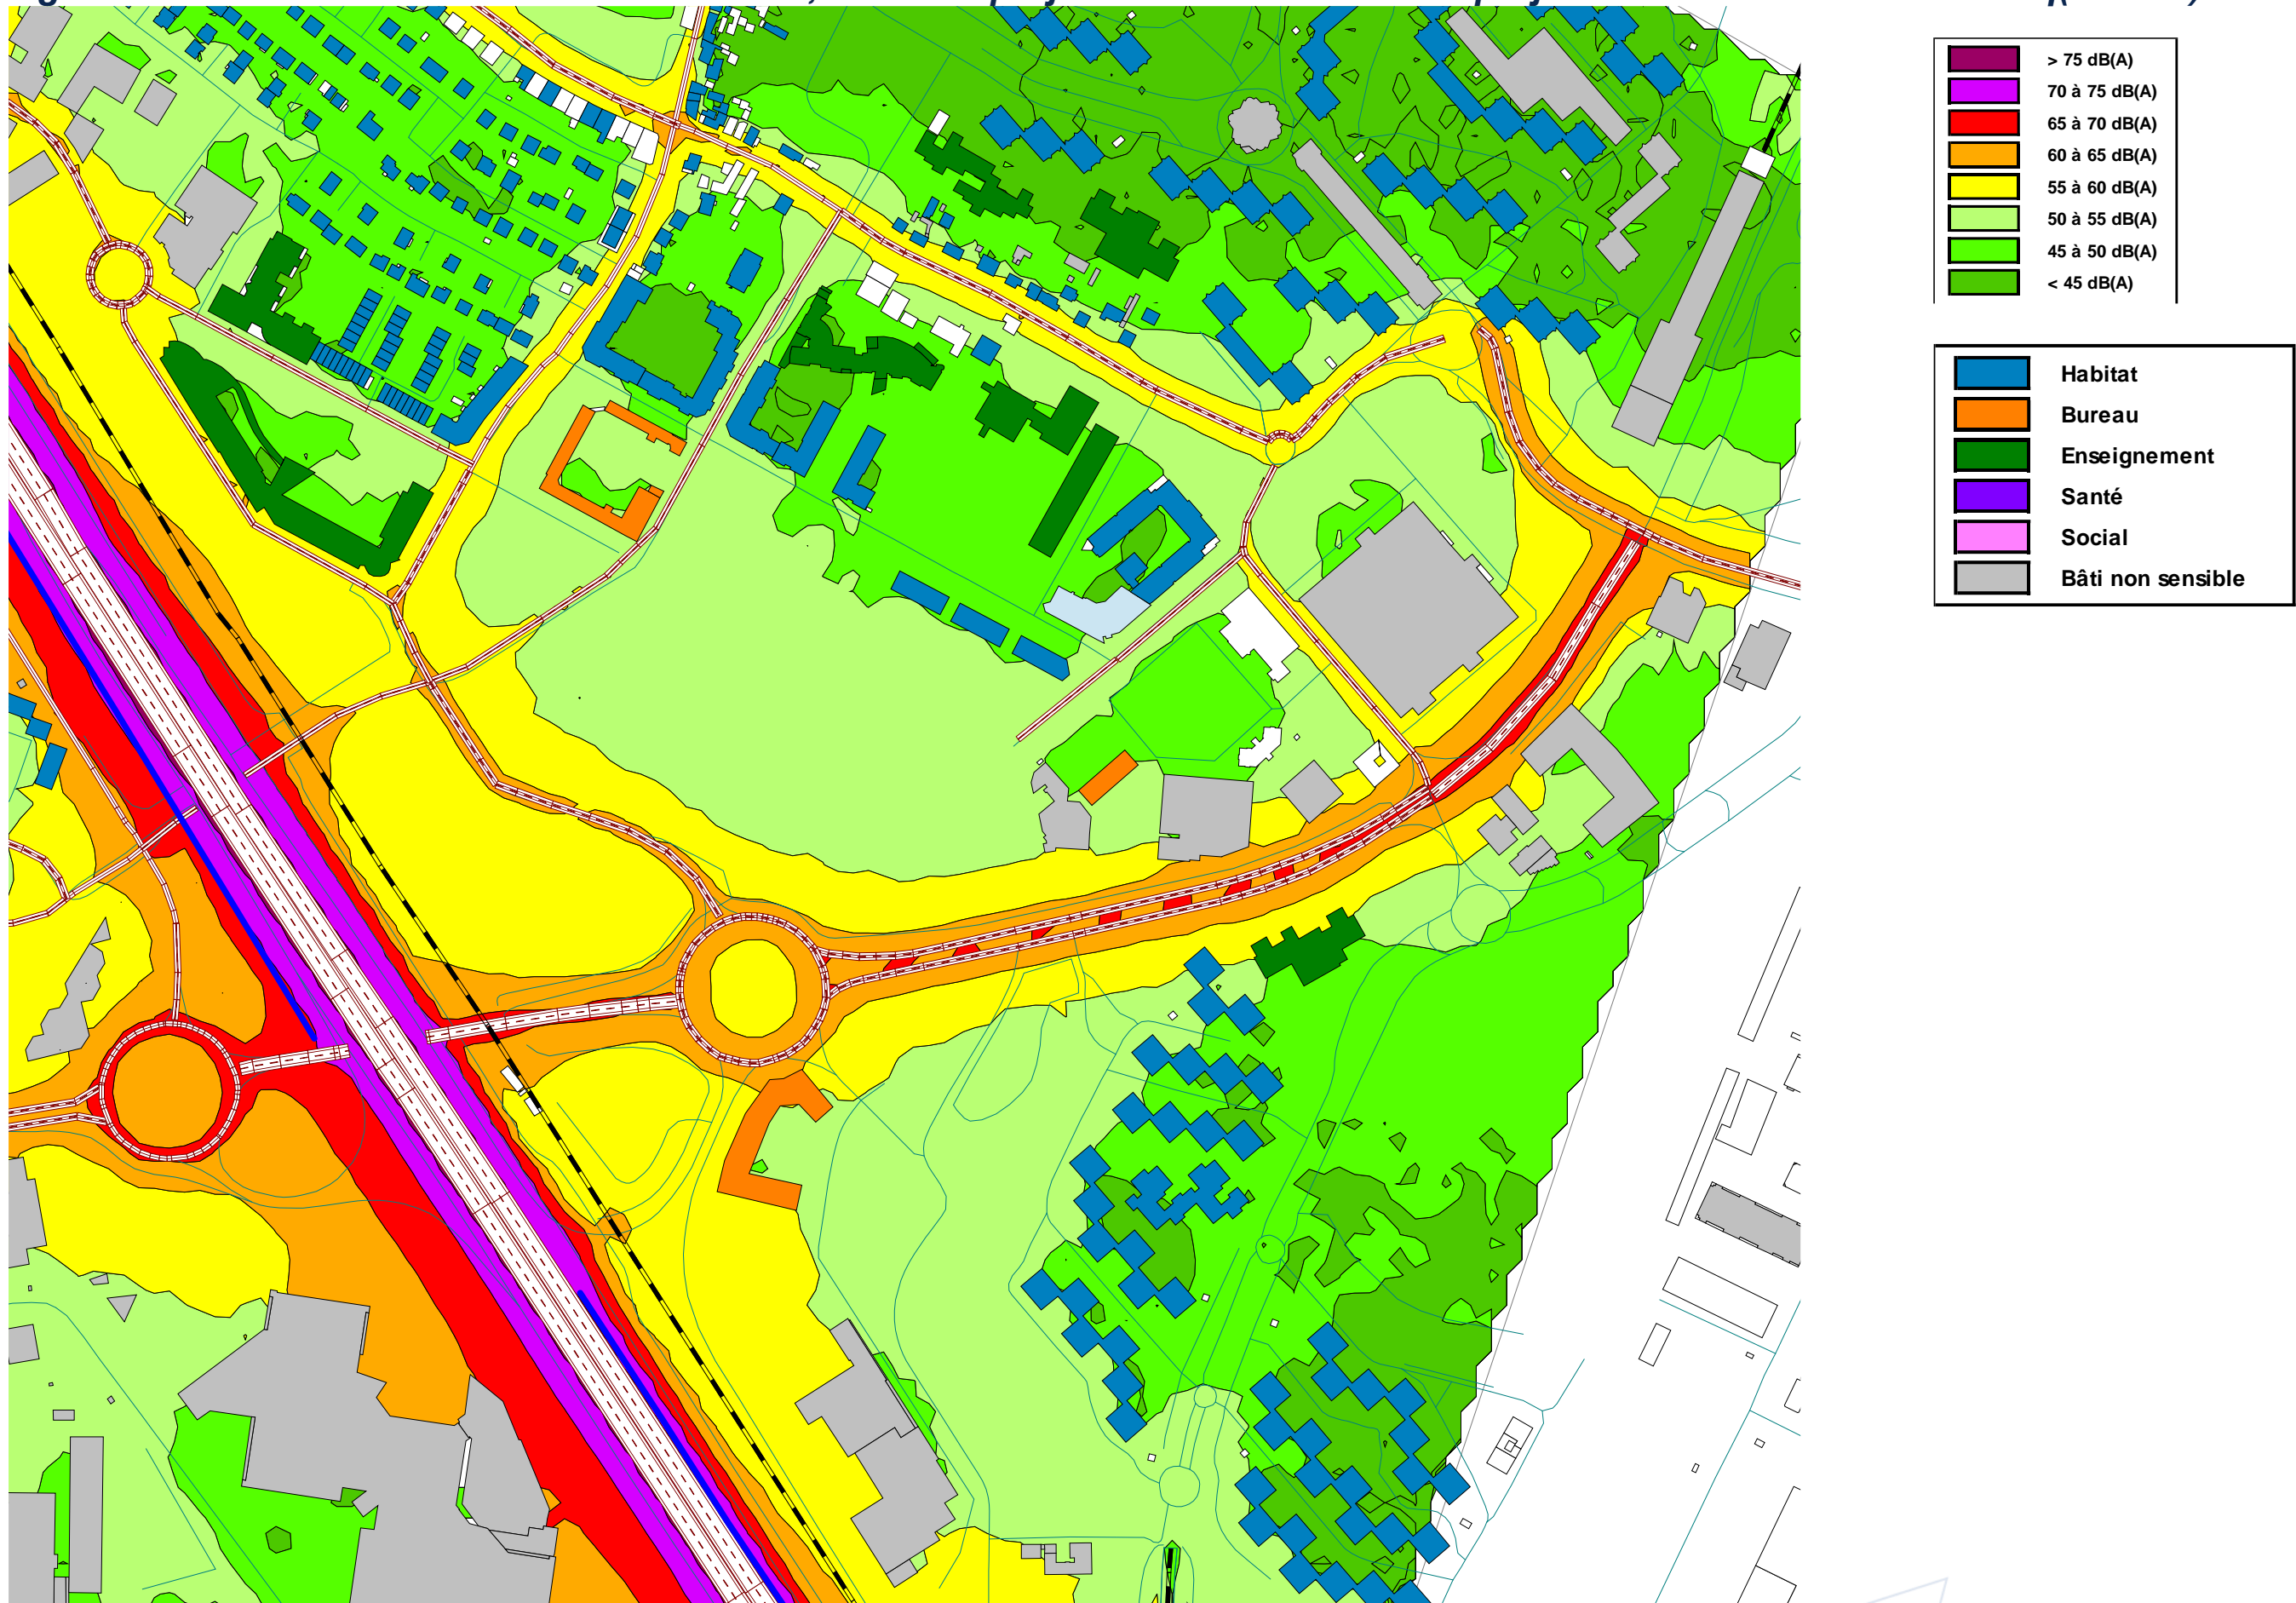 > 75 dB(A)
70 à 75 dB(A)
65 à 70 dB(A)
60 à 65 dB(A)
55 à 60 dB(A)
50 à 55 dB(A)
45 à 50 dB(A)
< 45 dB(A)
Habitat
Bureau
Enseignement
Santé
Social
Bâti non sensible